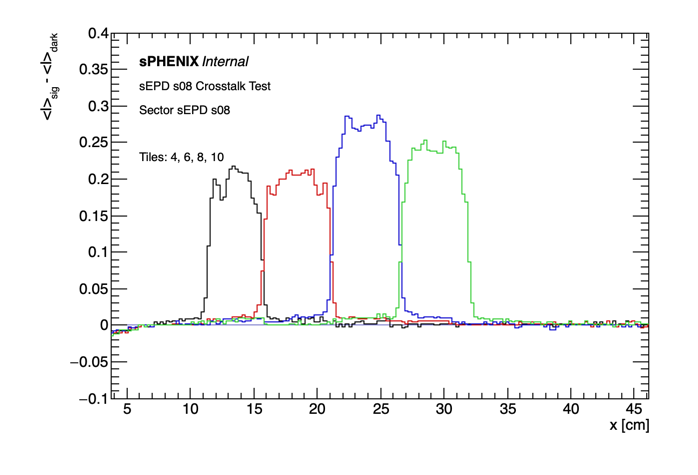 0.4
0.35
0.3
0.25
0.2
0.15
0.1
0.05
0
−0.05
−0.1
<I>sig - <I>dark
sPHENIX Internal
sEPD s08 Crosstalk Test
Sector sEPD s08
Tiles: 4, 6, 8, 10
5 10 15 20 25 30 35 40 45
x [cm]